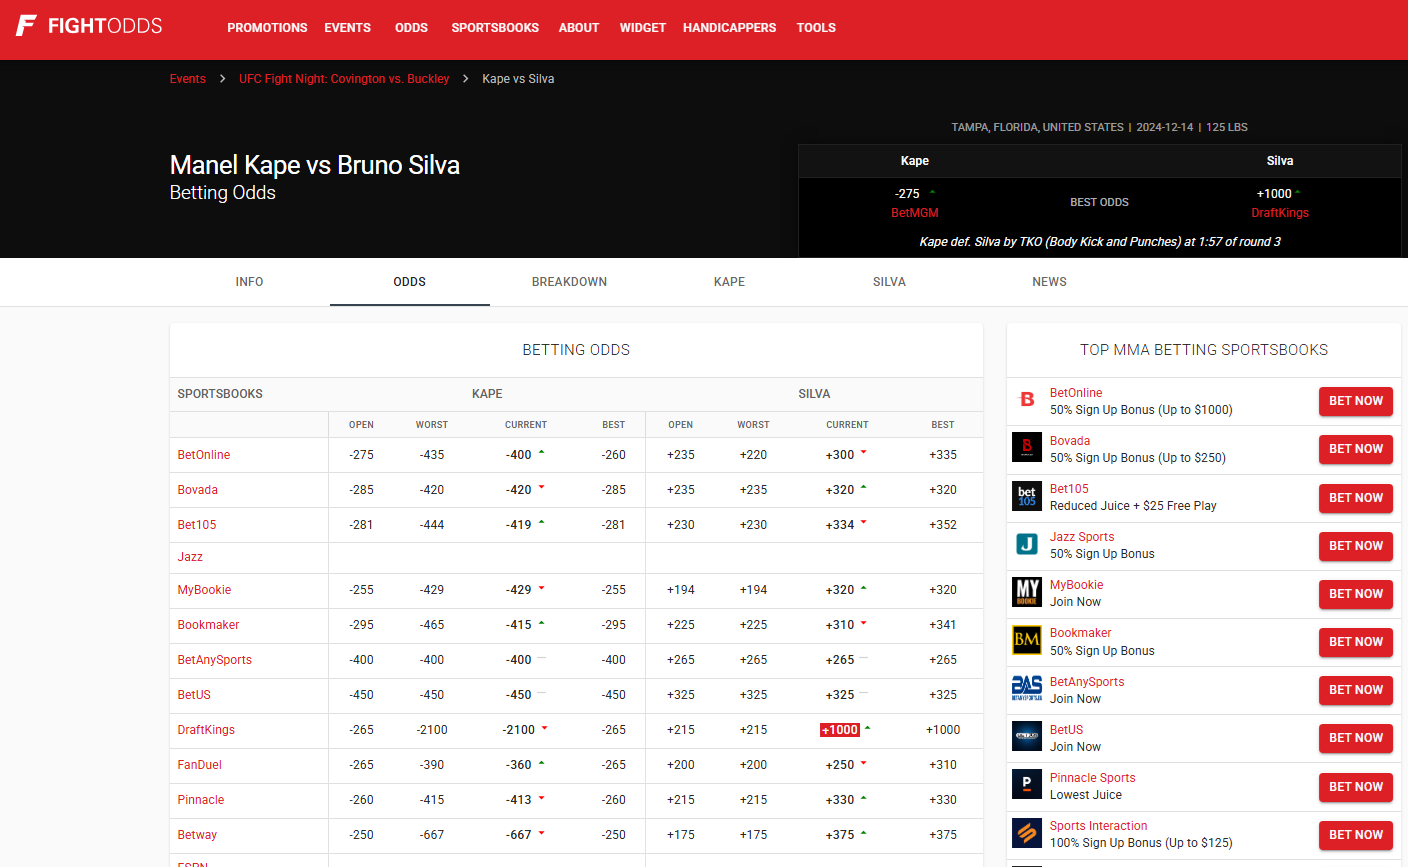 FIGHTODDS
PROMOTIONS EVENTS ODDS SPORTSBOOKS ABOUT WIDGET HANDICAPPERS TOOLS
Events > UFC Fight Night: Covington vs. Buckley > Kape vs Silva
TAMPA, FLORIDA, UNITED STATES | 2024-12-14 | 125 LBS
Manel Kape vs Bruno Silva
Betting Odds
Kape Silva
-275 BEST ODDS +1000
BetMGM DraftKings
Kape def. Silva by TKO (Body Kick and Punches) at 1:57 of round 3
INFO ODDS BREAKDOWN KAPE SILVA NEWS
BETTING ODDS
SPORTSBOOKS KAPE SILVA
OPEN WORST CURRENT BEST OPEN WORST CURRENT BEST
BetOnline -275 -435 -400 -260 +235 +220 +300 +335
Bovada -285 -420 -420 -285 +235 +235 +320 +320
Bet105 -281 -444 -419 -281 +230 +230 +334 +352
Jazz
MyBookie -255 -429 -429 -255 +194 +194 +320 +320
Bookmaker -295 -465 -415 -295 +225 +225 +310 +341
BetAnySports -400 -400 -400 -400 +265 +265 +265 +265
BetUS -450 -450 -450 -450 +325 +325 +325 +325
DraftKings -265 -2100 -2100 -265 +215 +215 +1000 +1000
FanDuel -265 -390 -360 -265 +200 +200 +250 +310
Pinnacle -260 -415 -413 -260 +215 +215 +330 +330
Betway -250 -667 -667 -250 +175 +175 +375 +375
ESPN
TOP MMA BETTING SPORTSBOOKS
B BetOnline
50% Sign Up Bonus (Up to $1000)
BET NOW
B Bovada
50% Sign Up Bonus (Up to $250)
BET NOW
bet
105
Bet105
Reduced Juice + $25 Free Play
BET NOW
J Jazz Sports
50% Sign Up Bonus
BET NOW
MY
BOOKIE
MyBookie
Join Now
BET NOW
BM Bookmaker
50% Sign Up Bonus
BET NOW
BAS
BETANYSPORTS
BetAnySports
Join Now
BET NOW
BetUS
Join Now
BET NOW
P Pinnacle Sports
Lowest Juice
BET NOW
Sports Interaction
100% Sign Up Bonus (Up to $125)
BET NOW